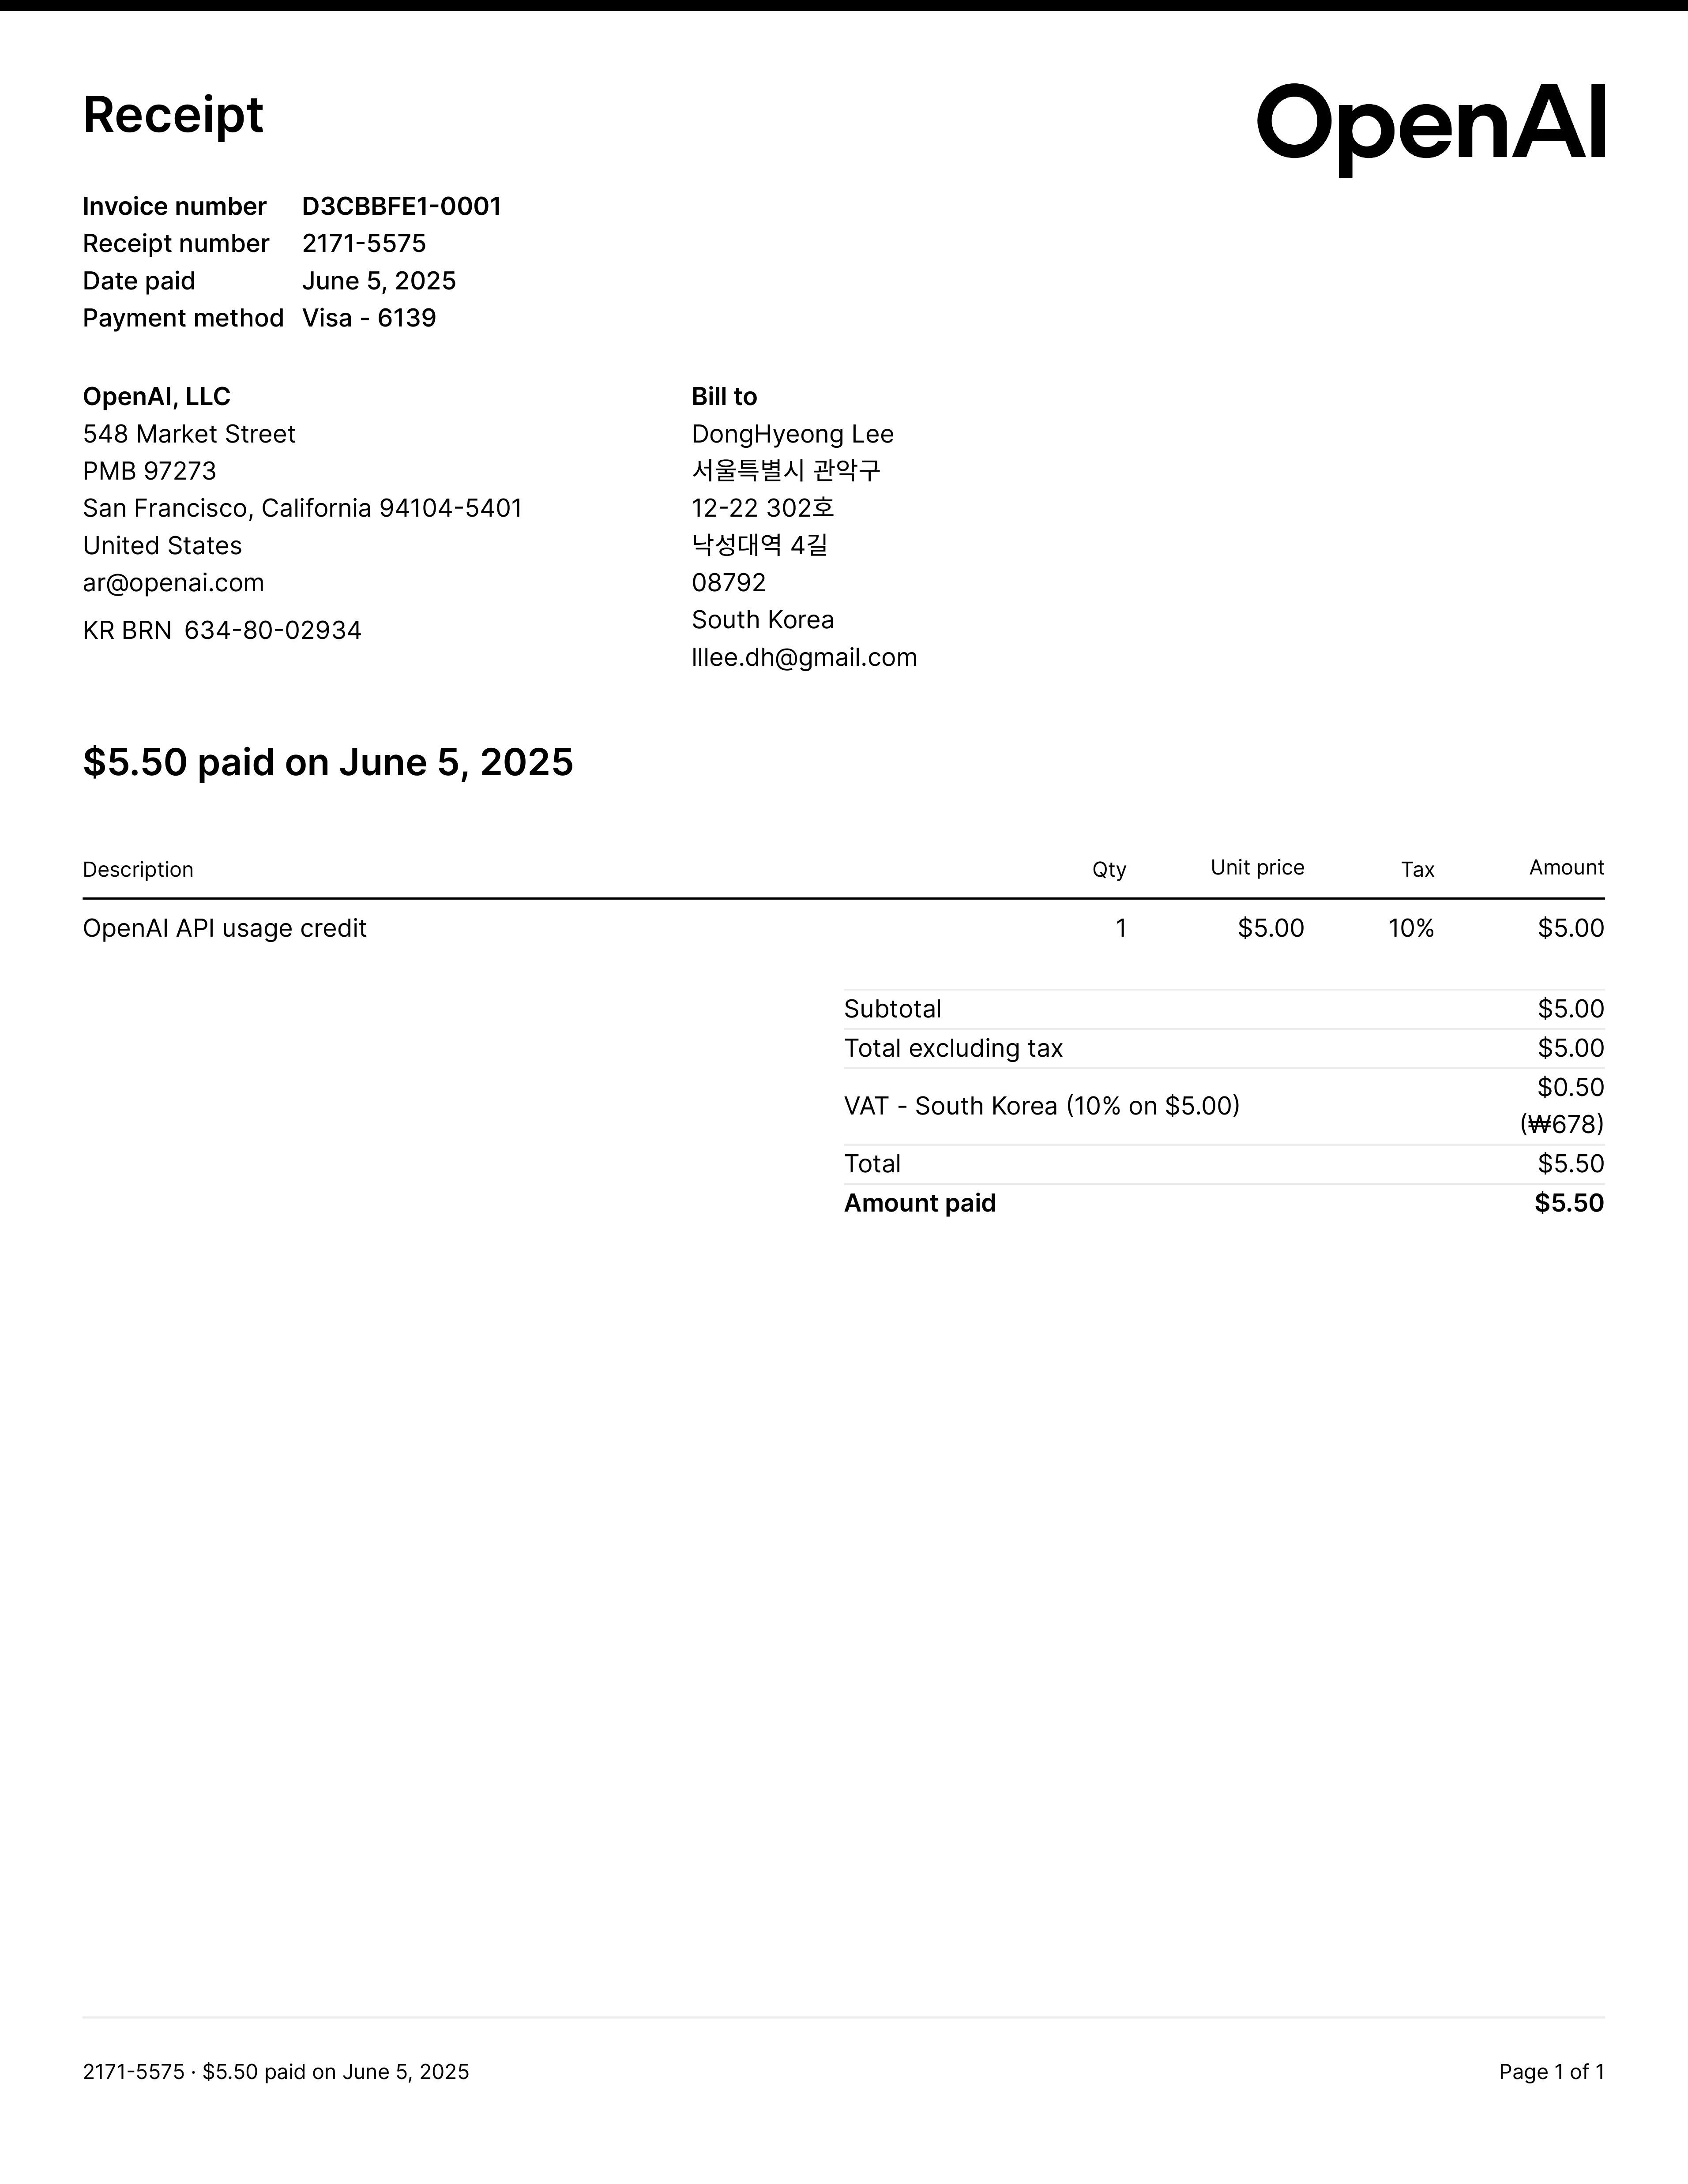 Receipt
OpenAI
Invoice number D3CBBFE1-0001
Receipt number 2171-5575
Date paid June 5, 2025
Payment method Visa - 6139
OpenAI, LLC
548 Market Street
PMB 97273
San Francisco, California 94104-5401
United States
ar@openai.com
KR BRN 634-80-02934
Bill to
DongHyeong Lee
서울특별시 관악구
12-22 302호
낙성대역 4길
08792
South Korea
lllee.dh@gmail.com
$5.50 paid on June 5, 2025
Description Qty Unit price Tax Amount
OpenAI API usage credit 1 $5.00 10% $5.00
Subtotal $5.00
Total excluding tax $5.00
VAT - South Korea (10% on $5.00) $0.50
(₩678)
Total $5.50
Amount paid $5.50
2171-5575 · $5.50 paid on June 5, 2025 Page 1 of 1